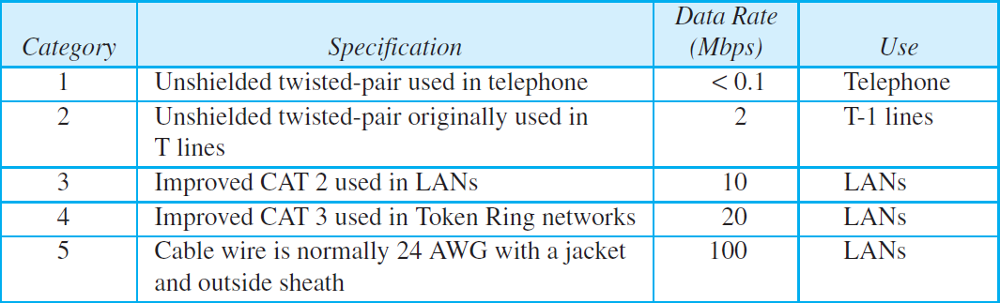 Category Specification Data Rate (Mbps) Use
1 Unshielded twisted-pair used in telephone < 0.1 Telephone
2 Unshielded twisted-pair originally used in 2 T-1 lines
T lines
3 Improved CAT 2 used in LANs 10 LANs
4 Improved CAT 3 used in Token Ring networks 20 LANs
5 Cable wire is normally 24 AWG with a jacket 100 LANs
and outside sheath